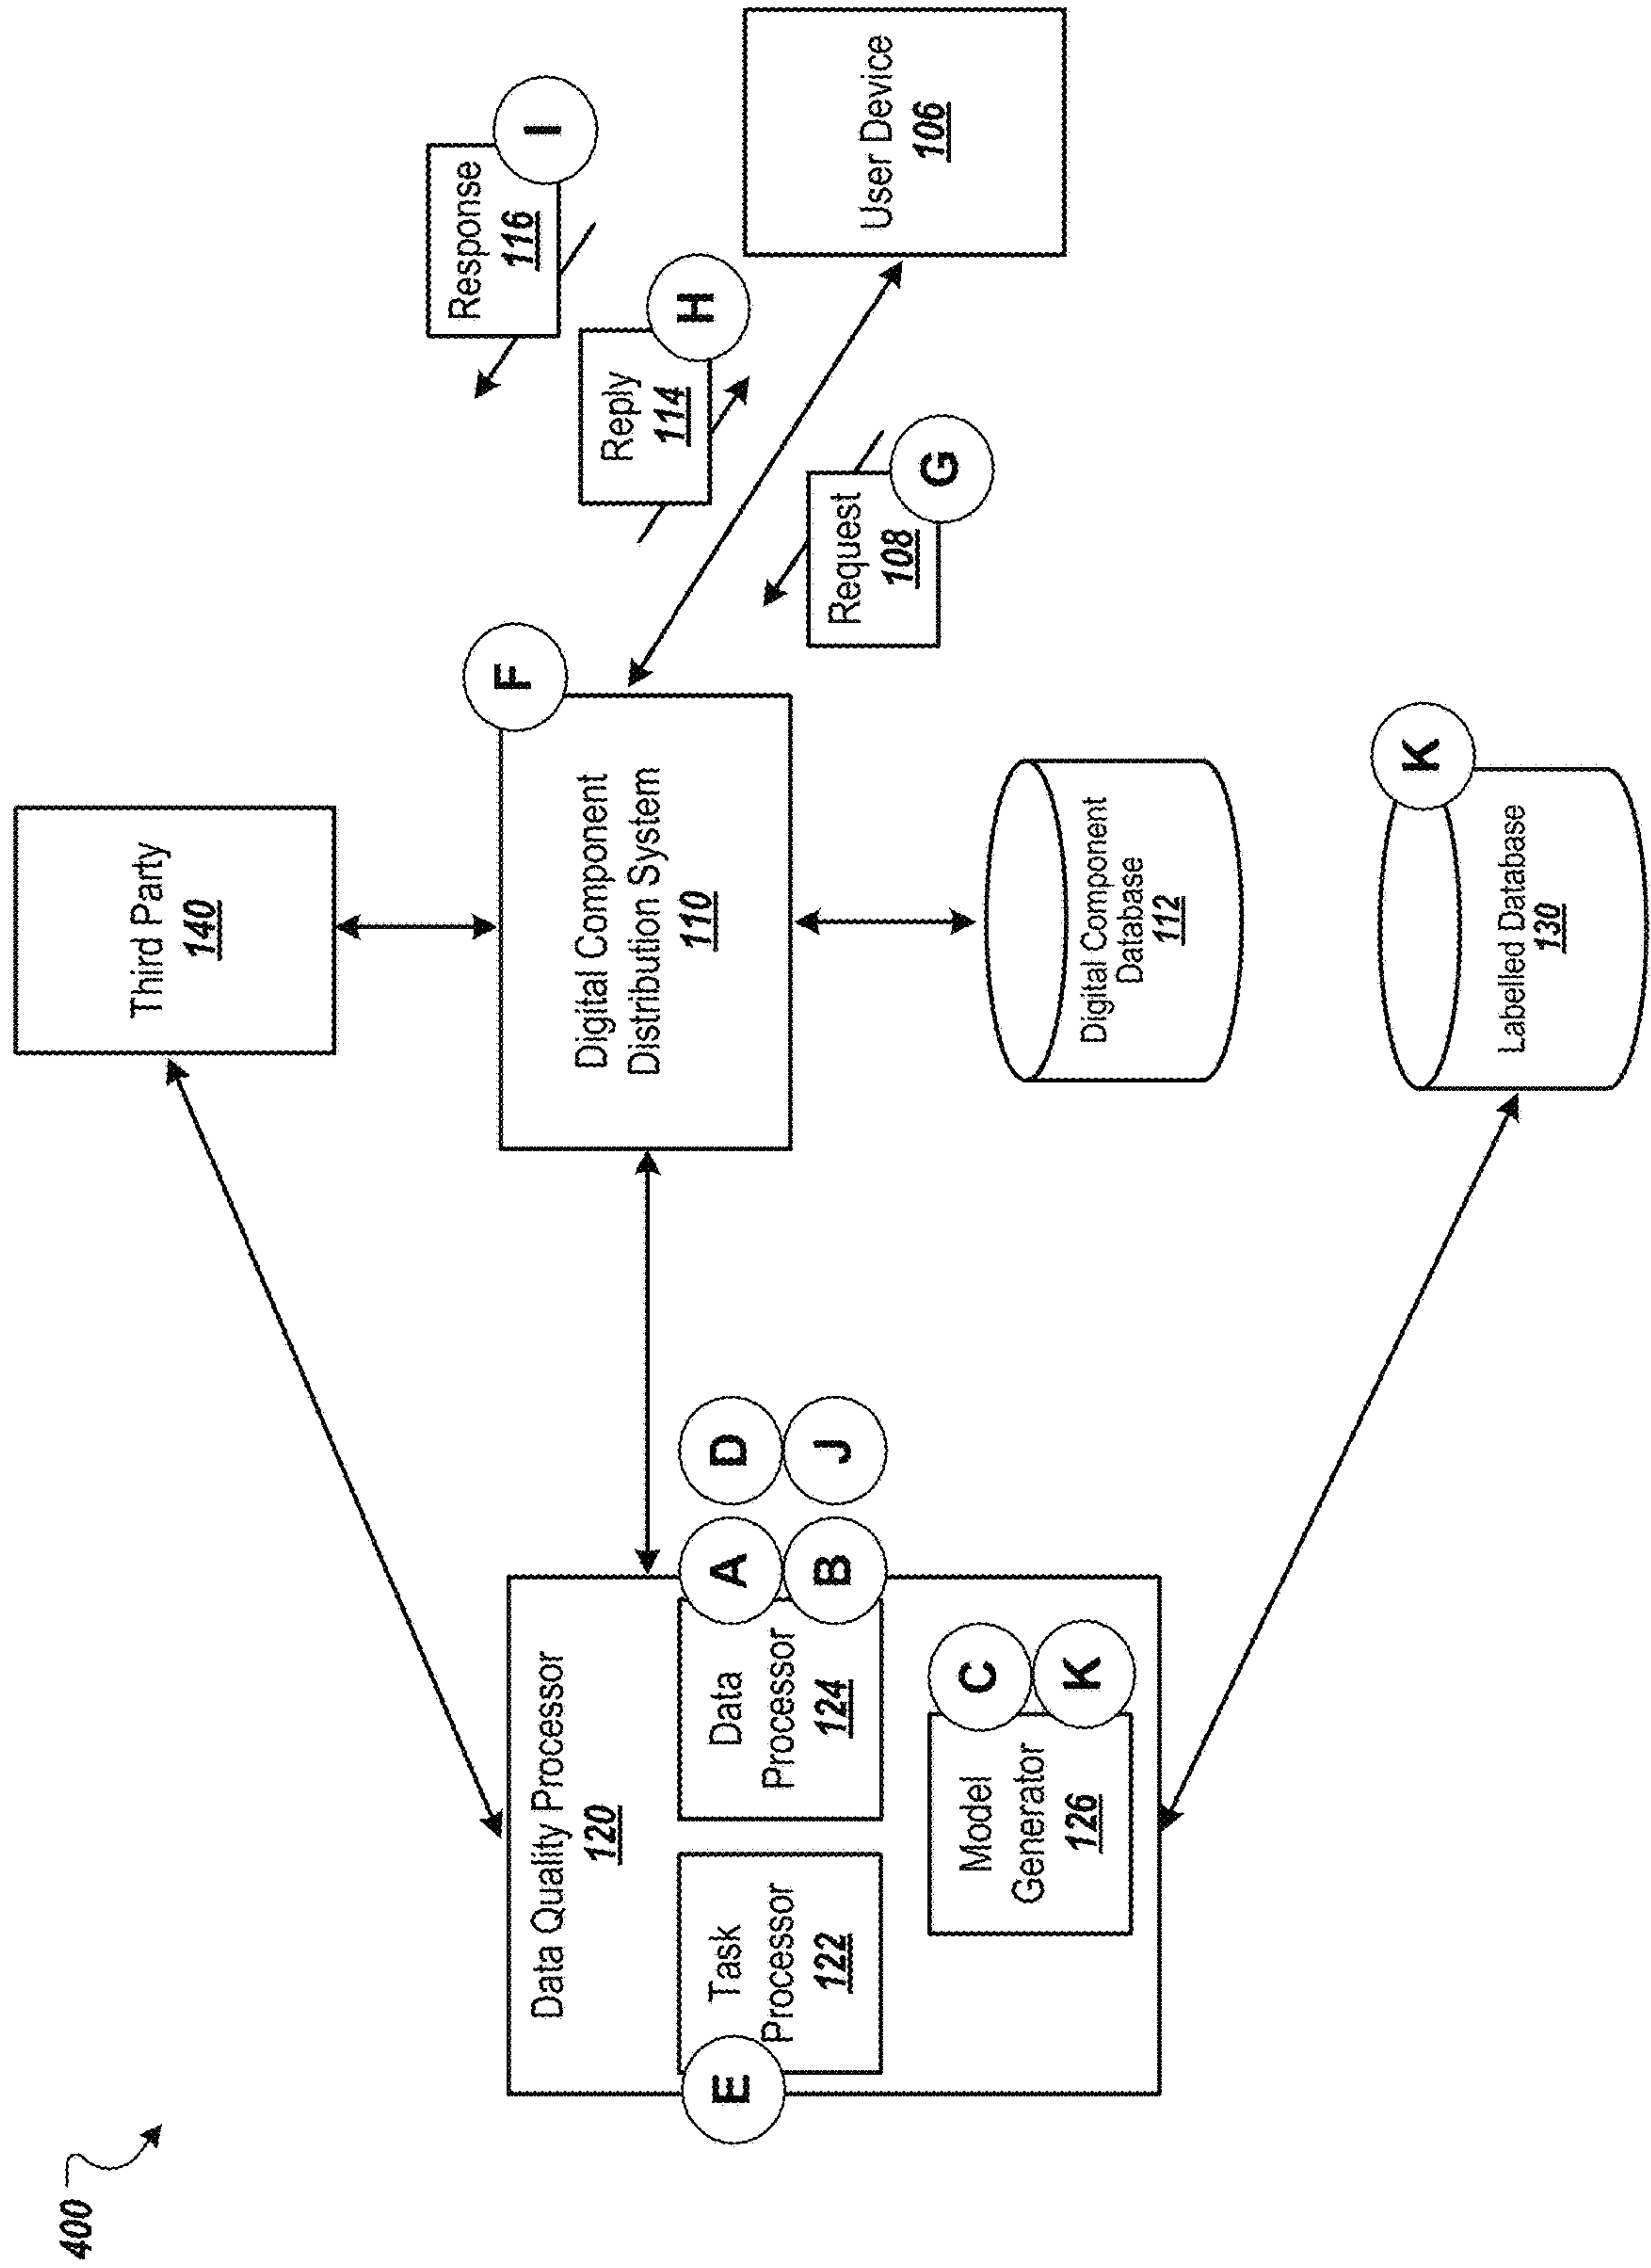 400
Third Party
140
Response
116
I
Reply
114
H
F
Data Quality Processor
120
Digital Component
Distribution System
110
E
Task
Processor
122
Data
Processor
124
A
D
B
J
Request
108
G
User Device
106
Model
Generator
126
C
K
Digital Component
Database
112
K
Labelled Database
130